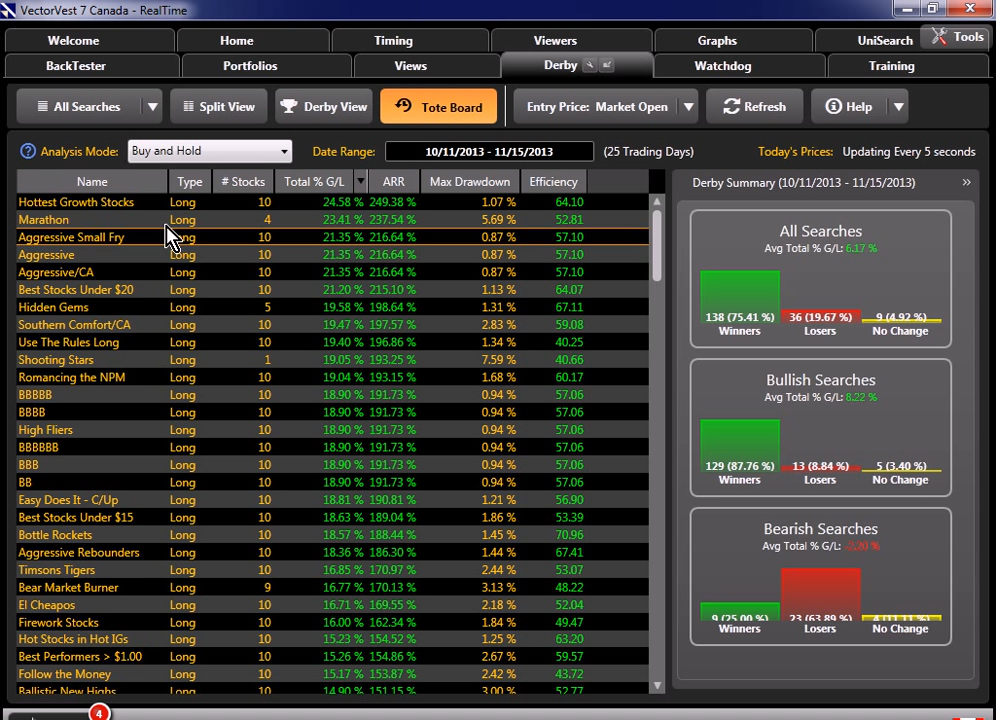 VectorVest 7 Canada - RealTime
Welcome Home Timing Viewers Graphs UniSearch Tools
BackTester Portfolios Views Derby Watchdog Training
All Searches Split View Derby View Tote Board Entry Price: Market Open Refresh Help
Analysis Mode: Buy and Hold Date Range: 10/11/2013 - 11/15/2013 (25 Trading Days) Today's Prices: Updating Every 5 seconds
Name Type # Stocks Total % G/L ARR Max Drawdown Efficiency
Hottest Growth Stocks Long 10 24.58 % 249.38 % 1.07 % 64.10
Marathon Long 4 23.41 % 237.54 % 5.69 % 52.81
Aggressive Small Fry Long 10 21.35 % 216.64 % 0.87 % 57.10
Aggressive Long 10 21.35 % 216.64 % 0.87 % 57.10
Aggressive/CA Long 10 21.35 % 216.64 % 0.87 % 57.10
Best Stocks Under $20 Long 10 21.20 % 215.10 % 1.13 % 64.07
Hidden Gems Long 5 19.58 % 198.64 % 1.31 % 67.11
Southern Comfort/CA Long 10 19.47 % 197.57 % 2.83 % 59.08
Use The Rules Long Long 10 19.40 % 196.86 % 1.34 % 40.25
Shooting Stars Long 1 19.05 % 193.25 % 7.59 % 40.66
Romancing the NPM Long 10 19.04 % 193.15 % 1.68 % 60.17
BBBBB Long 10 18.90 % 191.73 % 0.94 % 57.06
BBBB Long 10 18.90 % 191.73 % 0.94 % 57.06
High Fliers Long 10 18.90 % 191.73 % 0.94 % 57.06
BBBBBB Long 10 18.90 % 191.73 % 0.94 % 57.06
BBB Long 10 18.90 % 191.73 % 0.94 % 57.06
BB Long 10 18.90 % 191.73 % 0.94 % 57.06
Easy Does It - C/Up Long 10 18.81 % 190.81 % 1.21 % 56.90
Best Stocks Under $15 Long 10 18.63 % 189.04 % 1.86 % 53.39
Bottle Rockets Long 10 18.57 % 188.44 % 1.45 % 70.96
Aggressive Rebounders Long 10 18.36 % 186.30 % 1.44 % 67.41
Timsons Tigers Long 10 16.85 % 170.97 % 2.44 % 53.07
Bear Market Burner Long 9 16.77 % 170.13 % 3.13 % 48.22
El Cheapos Long 10 16.71 % 169.55 % 2.18 % 52.04
Firework Stocks Long 10 16.00 % 162.34 % 1.84 % 49.47
Hot Stocks in Hot IGs Long 10 15.23 % 154.52 % 1.25 % 63.20
Best Performers > $1.00 Long 10 15.26 % 154.86 % 2.67 % 59.57
Follow the Money Long 10 15.17 % 153.87 % 2.42 % 43.72
Ballistic New Highs Long 10 14.90 % 151.15 % 3.00 % 52.77
4
Derby Summary (10/11/2013 - 11/15/2013) »
All Searches
Avg Total % G/L: 6.17 %
138 (75.41 %) 36 (19.67 %) 9 (4.92 %)
Winners Losers No Change
Bullish Searches
Avg Total % G/L: 8.22 %
129 (87.76 %) 13 (8.84 %) 5 (3.40 %)
Winners Losers No Change
Bearish Searches
Avg Total % G/L: -2.20 %
9 (25.00 %) 23 (63.89 %) 4 (11.11 %)
Winners Losers No Change